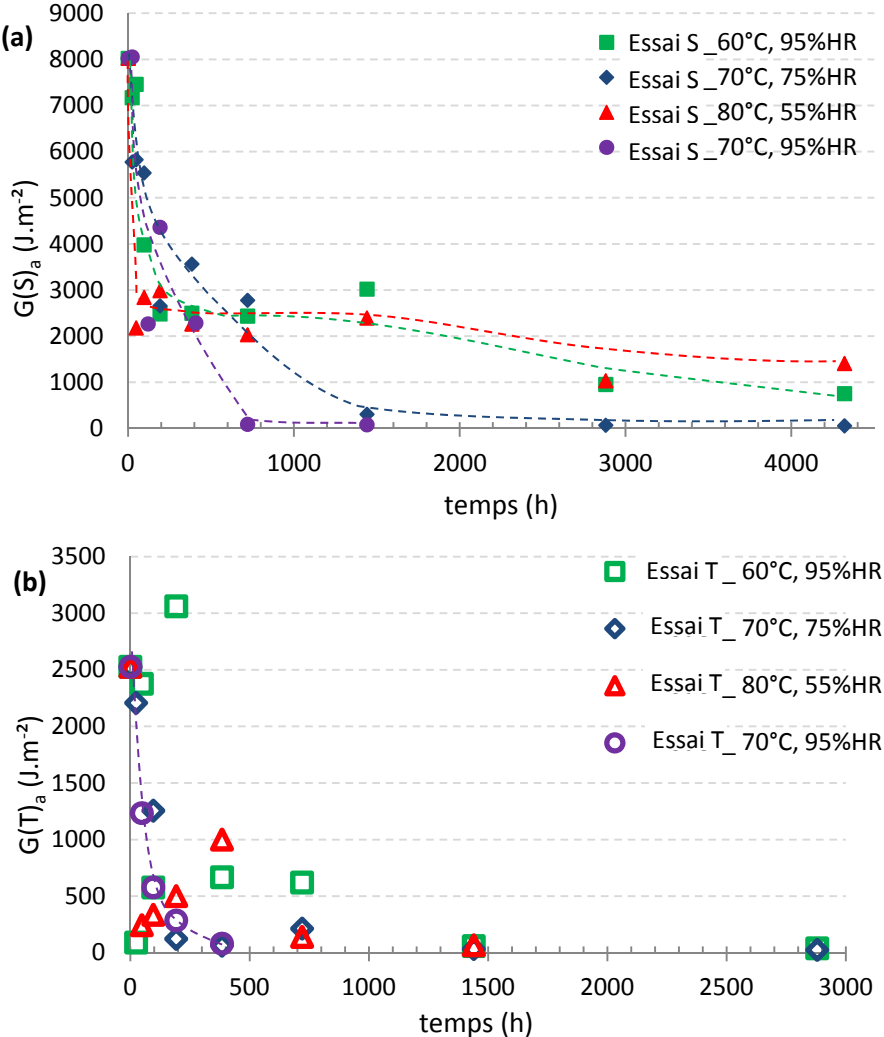 (a)
9000
8000
7000
6000
5000
4000
3000
2000
1000
0
G(S)a (J.m⁻²)
Essai S _60°C, 95%HR
Essai S _70°C, 75%HR
Essai S _80°C, 55%HR
Essai S _70°C, 95%HR
0 1000 2000 3000 4000
temps (h)
(b)
3500
3000
2500
2000
1500
1000
500
0
G(T)a (J.m⁻²)
Essai T _ 60°C, 95%HR
Essai T_ 70°C, 75%HR
Essai T_ 80°C, 55%HR
Essai T_ 70°C, 95%HR
0 500 1000 1500 2000 2500 3000
temps (h)